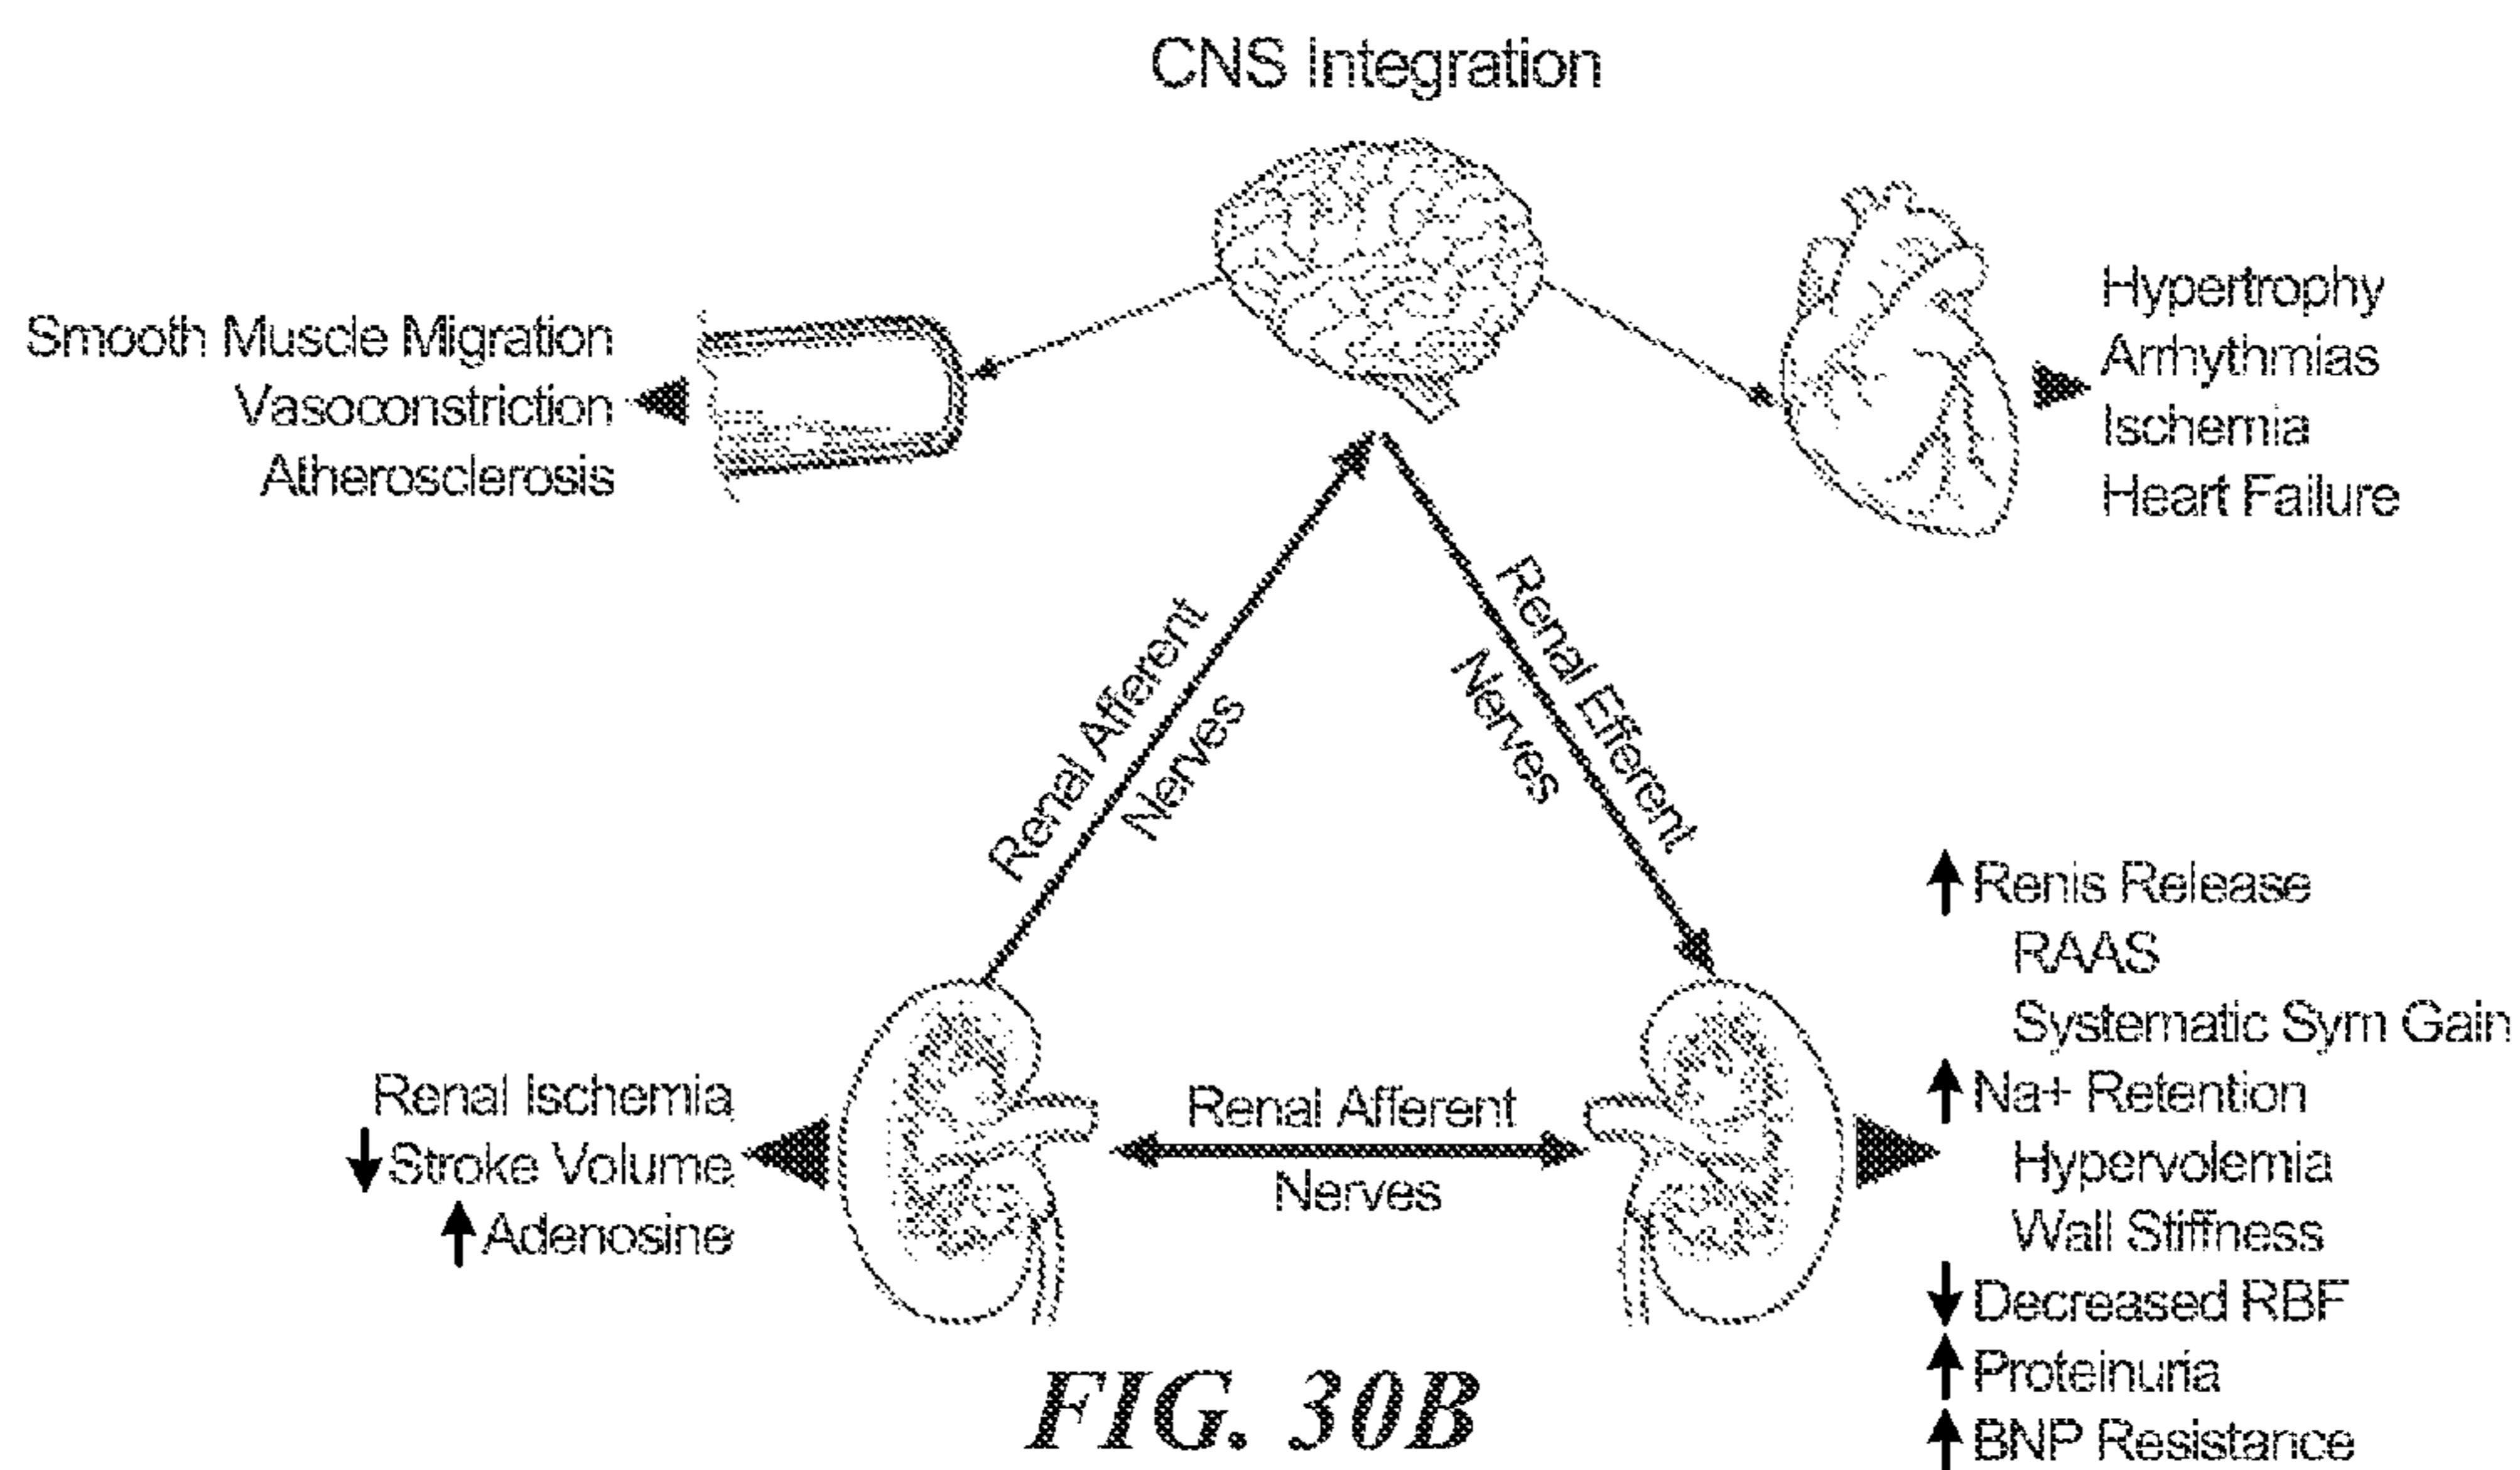 CNS Integration
Smooth Muscle Migration
Vasoconstriction
Atherosclerosis
Hypertrophy
Arrhythmias
Ischemia
Heart Failure
Renal Afferent
Nerves
Renal Efferent
Nerves
Renal Ischemia
↓ Stroke Volume
↑ Adenosine
Renal Afferent
Nerves
↑ Renis Release
RAAS
Systematic Sym Gain
↑ Na+ Retention
Hypervolemia
Wall Stiffness
↓ Decreased RBF
↑ Proteinuria
↑ BNP Resistance
FIG. 30B